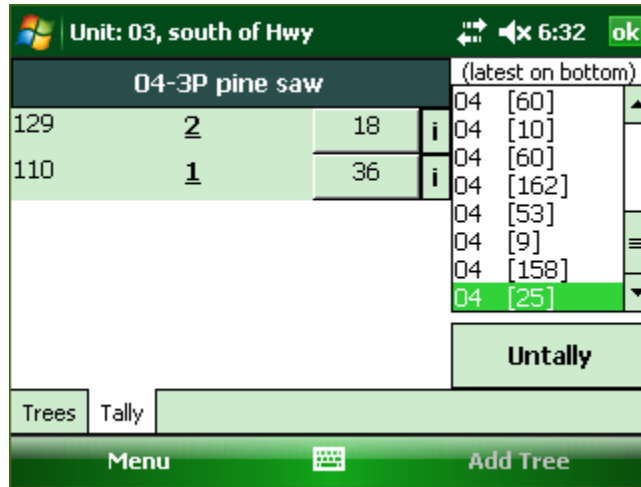 Unit: 03, south of Hwy 6:32 ok
04-3P pine saw
129 2 18 i
110 1 36 i
(latest on bottom)
04 [60]
04 [10]
04 [60]
04 [162]
04 [53]
04 [9]
04 [158]
04 [25]
Untally
Trees Tally
Menu Add Tree